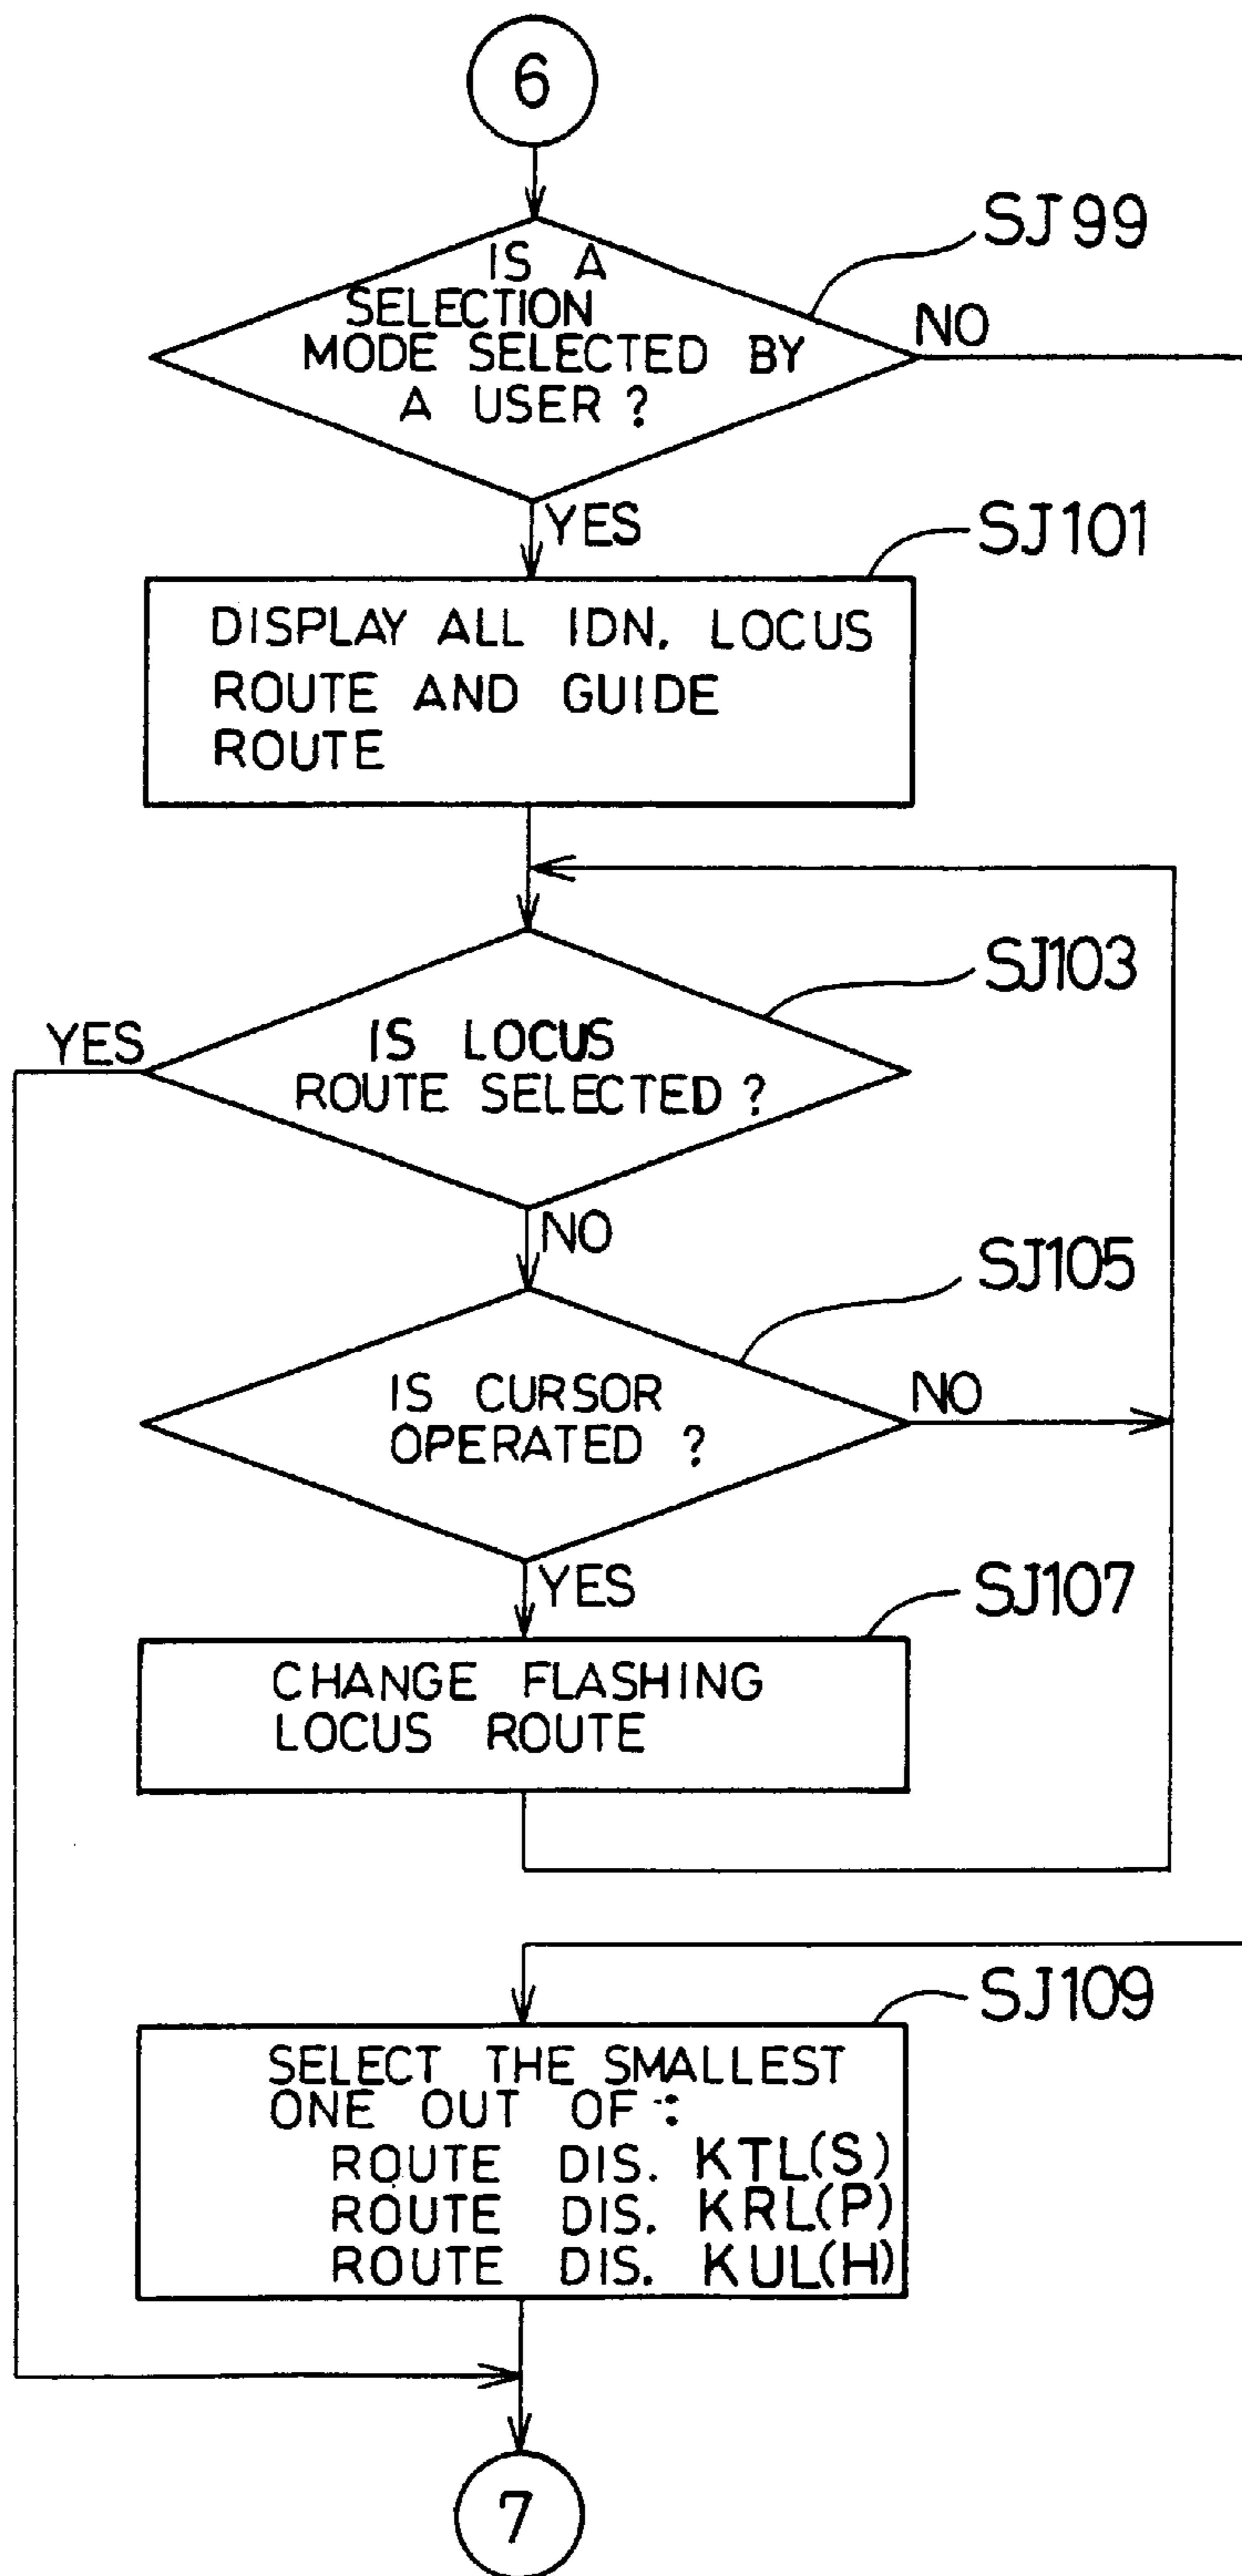 6
SJ99
IS A
SELECTION
MODE SELECTED BY
A USER ?
NO
YES
SJ101
DISPLAY ALL IDN, LOCUS
ROUTE AND GUIDE
ROUTE
SJ103
YES
IS LOCUS
ROUTE SELECTED ?
NO
SJ105
IS CURSOR
OPERATED ?
NO
YES
SJ107
CHANGE FLASHING
LOCUS ROUTE
SJ109
SELECT THE SMALLEST
ONE OUT OF :
ROUTE DIS. KTL(S)
ROUTE DIS. KRL(P)
ROUTE DIS. KUL(H)
7